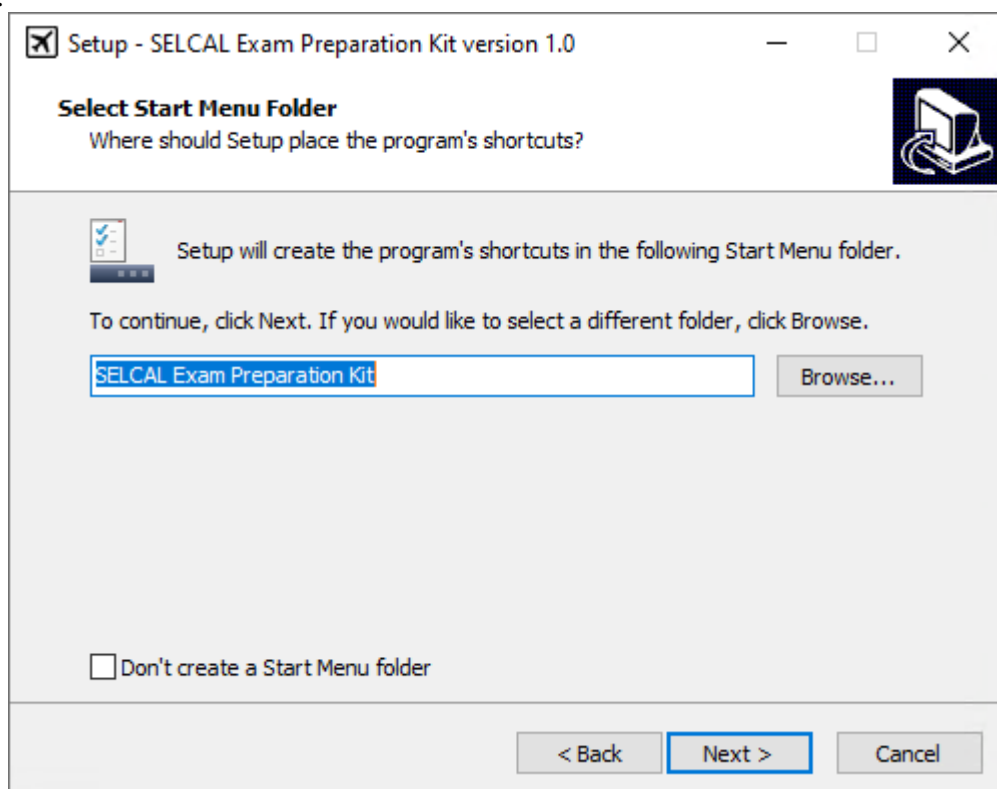 .
Setup - SELCAL Exam Preparation Kit version 1.0
Select Start Menu Folder
Where should Setup place the program's shortcuts?
Setup will create the program's shortcuts in the following Start Menu folder.
To continue, click Next. If you would like to select a different folder, click Browse.
SELCAL Exam Preparation Kit
Browse...
Don't create a Start Menu folder
< Back
Next >
Cancel